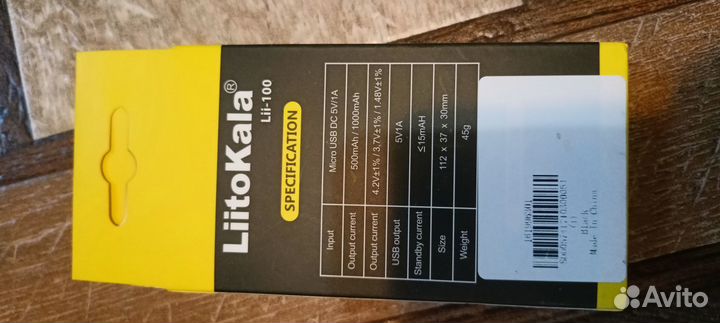 LiitoKala®
Lii-100
SPECIFICATION
Input Micro USB DC 5V/1A
Output current 500mAh / 1000mAh
Output current 4.2V±1% / 3.7V±1% / 1.48V±1%
USB output 5V1A
Standby current ≤15mAH
Size 112 x 37 x 30mm
Weight 45g
(1)
Black
Made In China
Avito